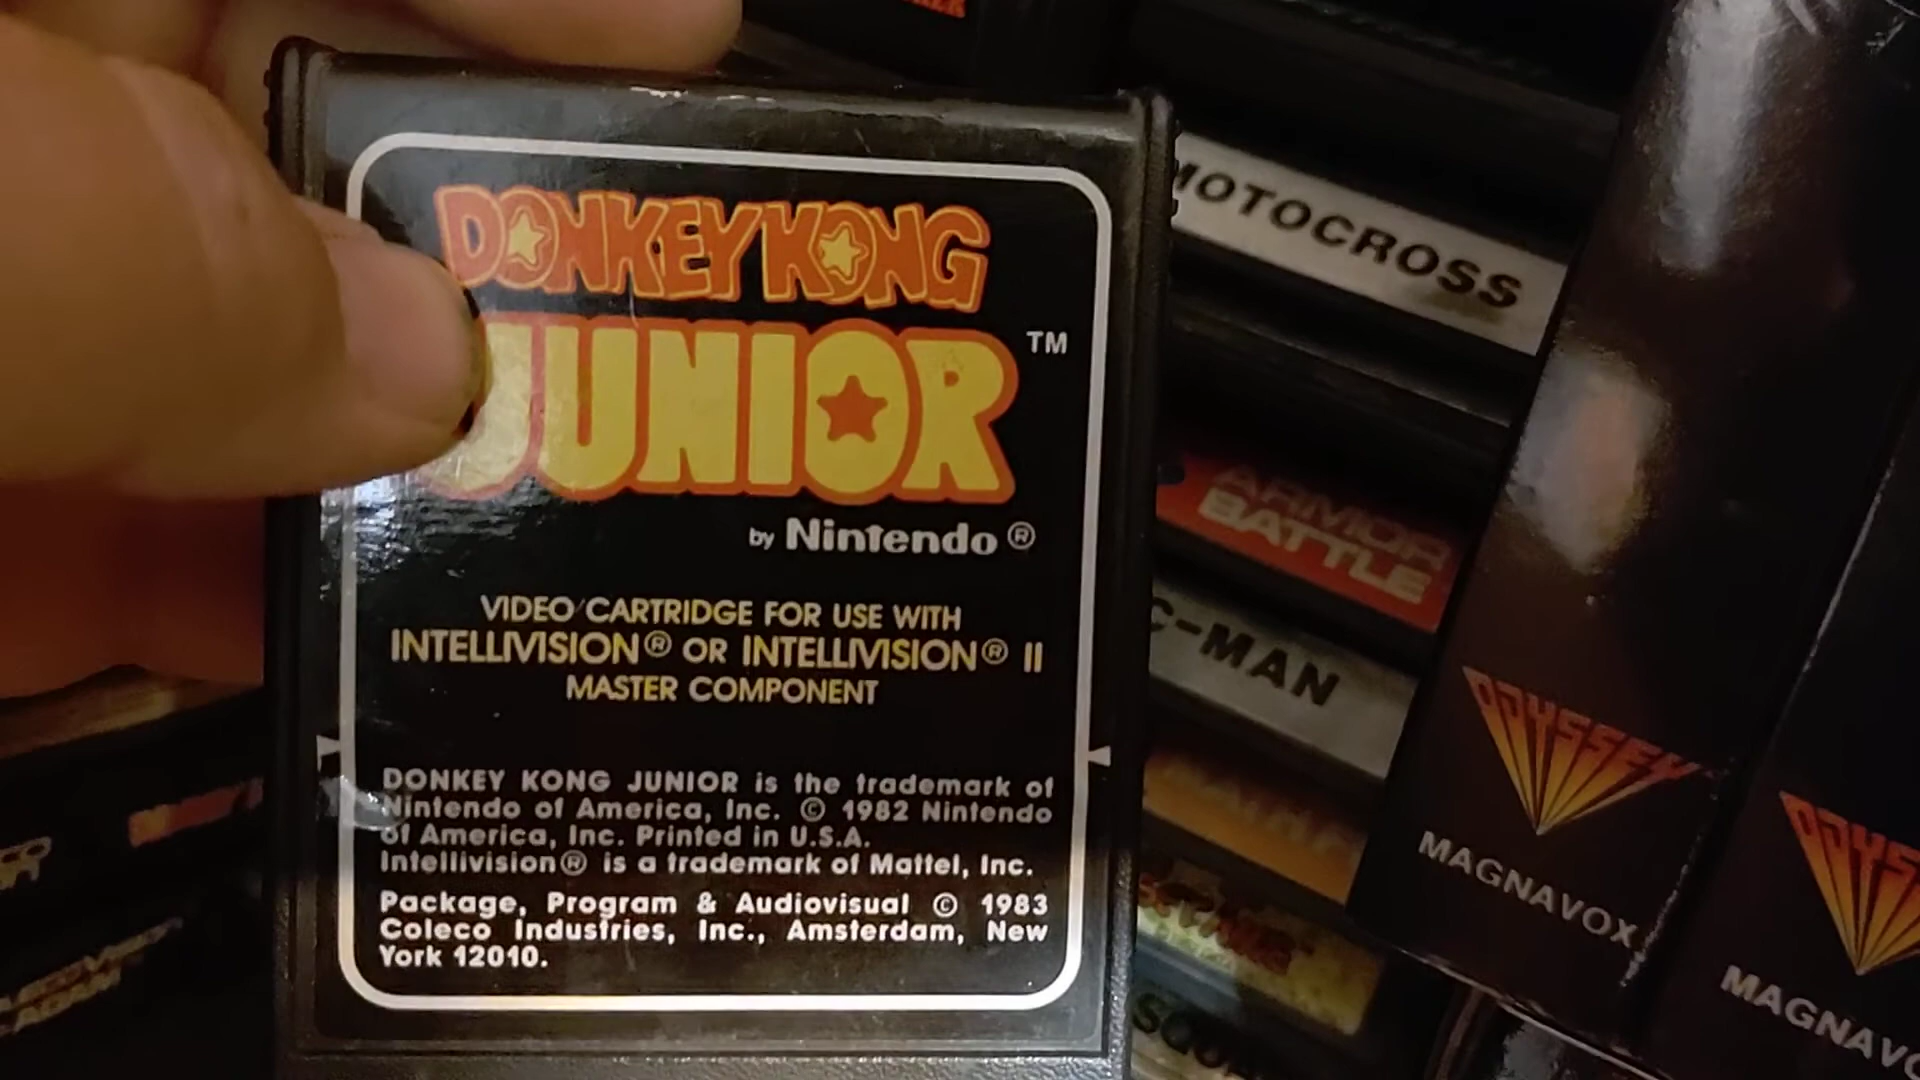 DONKEY KONG
JUNIOR
TM
by Nintendo®
VIDEO CARTRIDGE FOR USE WITH
INTELLIVISION® OR INTELLIVISION® II
MASTER COMPONENT
DONKEY KONG JUNIOR is the trademark of
Nintendo of America, Inc. © 1982 Nintendo
of America, Inc. Printed in U.S.A.
Intellivision® is a trademark of Mattel, Inc.
Package, Program & Audiovisual © 1983
Coleco Industries, Inc., Amsterdam, New
York 12010.
MOTOCROSS
ARMOR
BATTLE
C-MAN
ODYSSEY
MAGNAVOX
ODYS
MAGNAVO